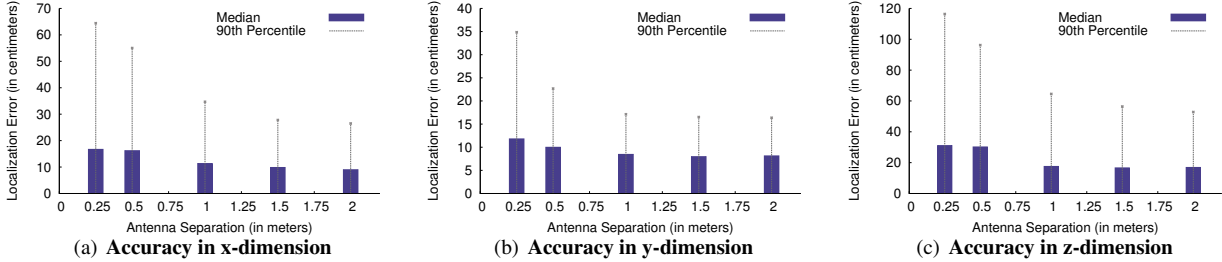 Localization Error (in centimeters)
70
60
50
40
30
20
10
0
Median
90th Percentile
0 0.25 0.5 0.75 1 1.25 1.5 1.75 2
Antenna Separation (in meters)
(a) Accuracy in x-dimension
Localization Error (in centimeters)
40
35
30
25
20
15
10
5
0
Median
90th Percentile
0 0.25 0.5 0.75 1 1.25 1.5 1.75 2
Antenna Separation (in meters)
(b) Accuracy in y-dimension
Localization Error (in centimeters)
120
100
80
60
40
20
0
Median
90th Percentile
0 0.25 0.5 0.75 1 1.25 1.5 1.75 2
Antenna Separation (in meters)
(c) Accuracy in z-dimension